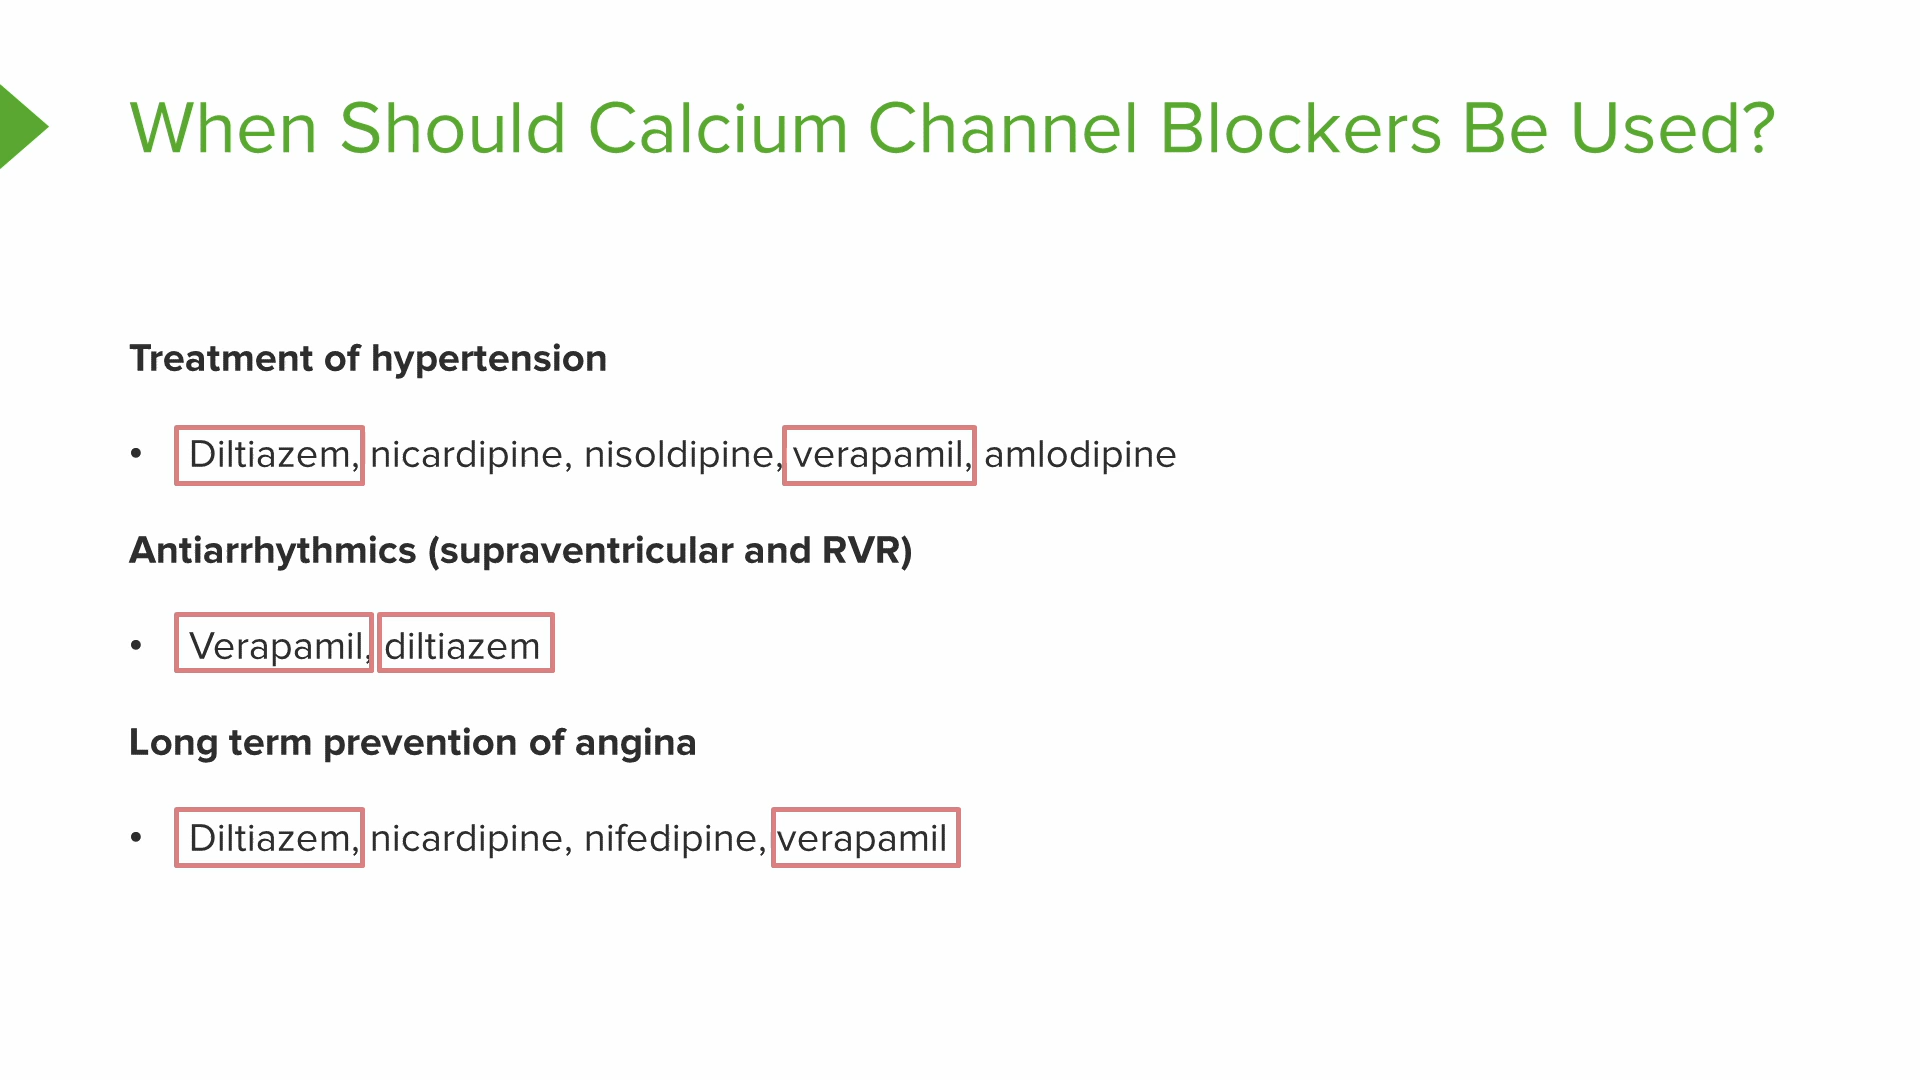 When Should Calcium Channel Blockers Be Used?
Treatment of hypertension
• Diltiazem, nicardipine, nisoldipine, verapamil, amlodipine
Antiarrhythmics (supraventricular and RVR)
• Verapamil, diltiazem
Long term prevention of angina
• Diltiazem, nicardipine, nifedipine, verapamil